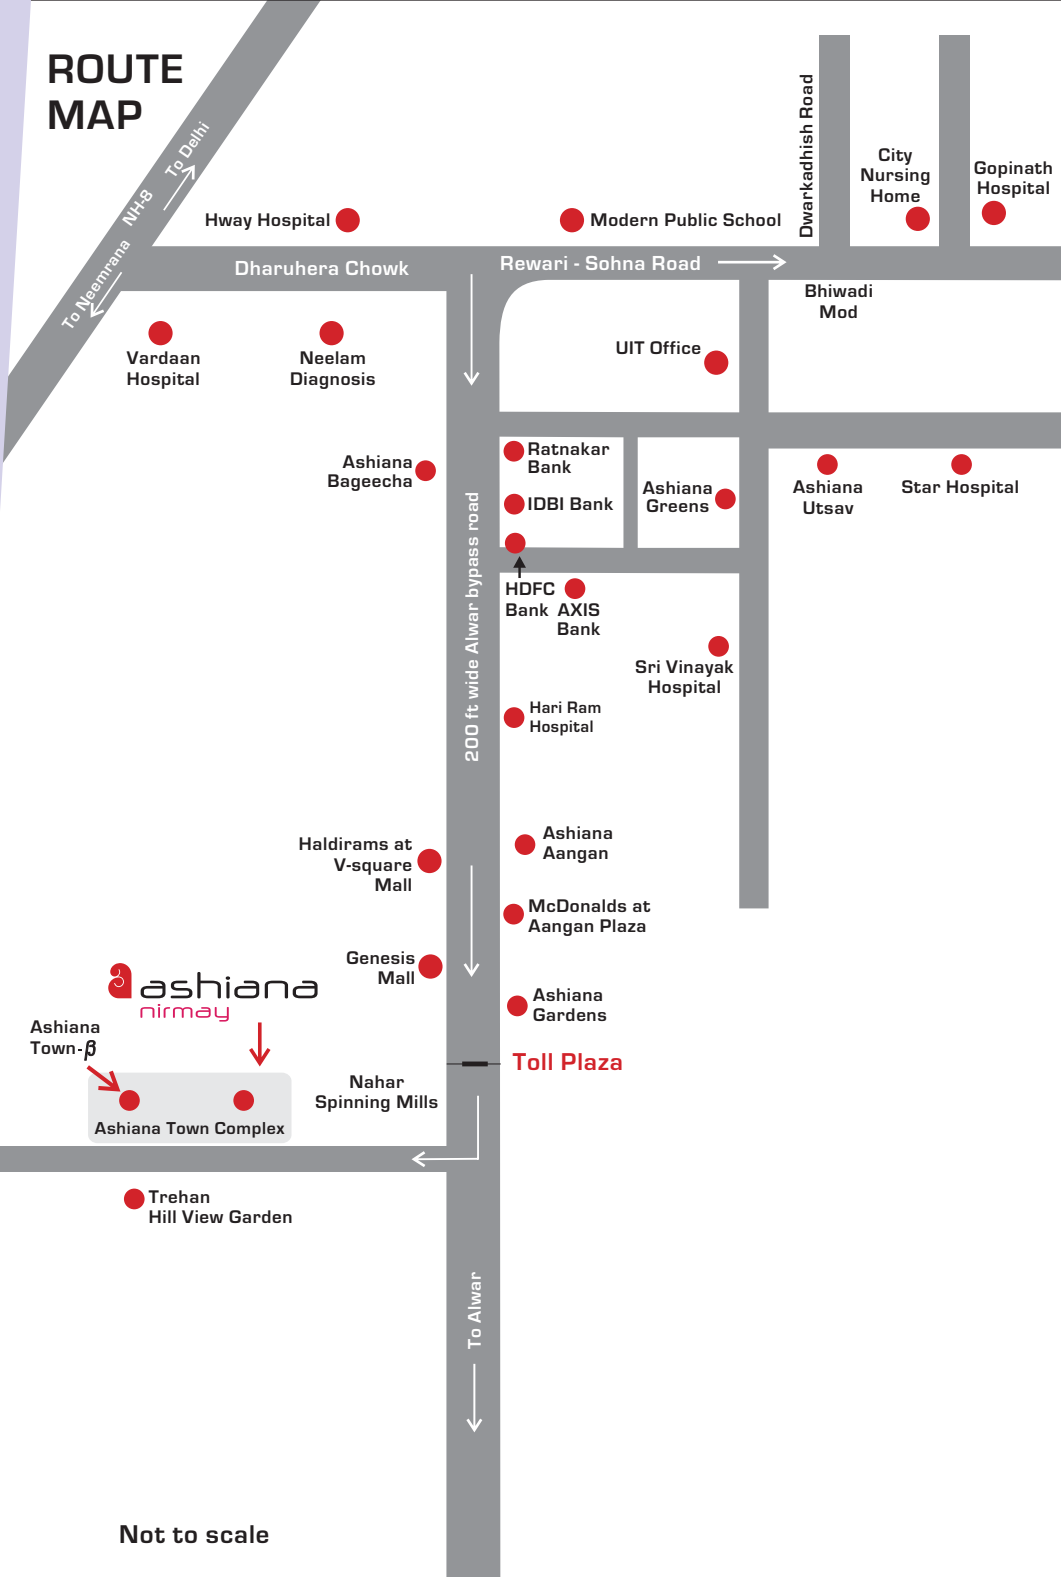 ROUTE
MAP
To Delhi
NH-8
To Neemrana
Dwarkadhish Road
City
Nursing
Home
Gopinath
Hospital
Hway Hospital
Modern Public School
Dharuhera Chowk
Rewari - Sohna Road
Bhiwadi
Mod
Vardaan
Hospital
Neelam
Diagnosis
UIT Office
Ashiana
Bageecha
Ratnakar
Bank
IDBI Bank
Ashiana
Greens
Ashiana
Utsav
Star Hospital
200 ft wide Alwar bypass road
HDFC
Bank
AXIS
Bank
Sri Vinayak
Hospital
Hari Ram
Hospital
Haldirams at
V-square
Mall
Ashiana
Aangan
McDonalds at
Aangan Plaza
Genesis
Mall
ashiana
nirmay
Ashiana
Gardens
Ashiana
Town-β
Toll Plaza
Nahar
Spinning Mills
Ashiana Town Complex
Trehan
Hill View Garden
To Alwar
Not to scale